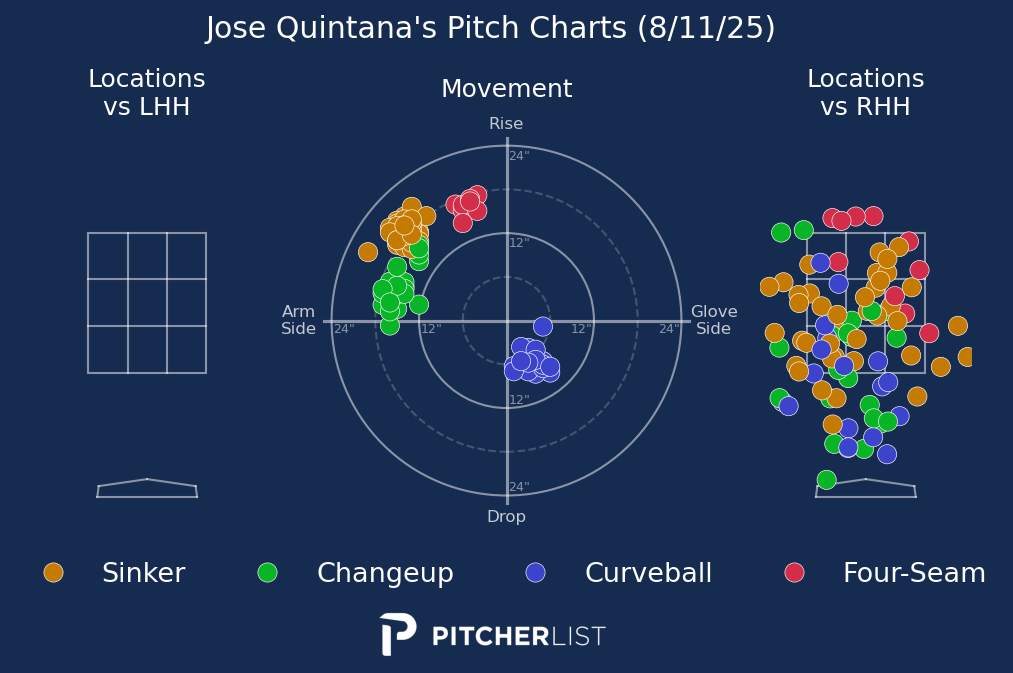 Jose Quintana's Pitch Charts (8/11/25)
Locations
vs LHH
Movement
Locations
vs RHH
Rise
24"
12"
Arm
Side
24"
12"
12"
24"
Glove
Side
12"
24"
Drop
Sinker
Changeup
Curveball
Four-Seam
PITCHERLIST